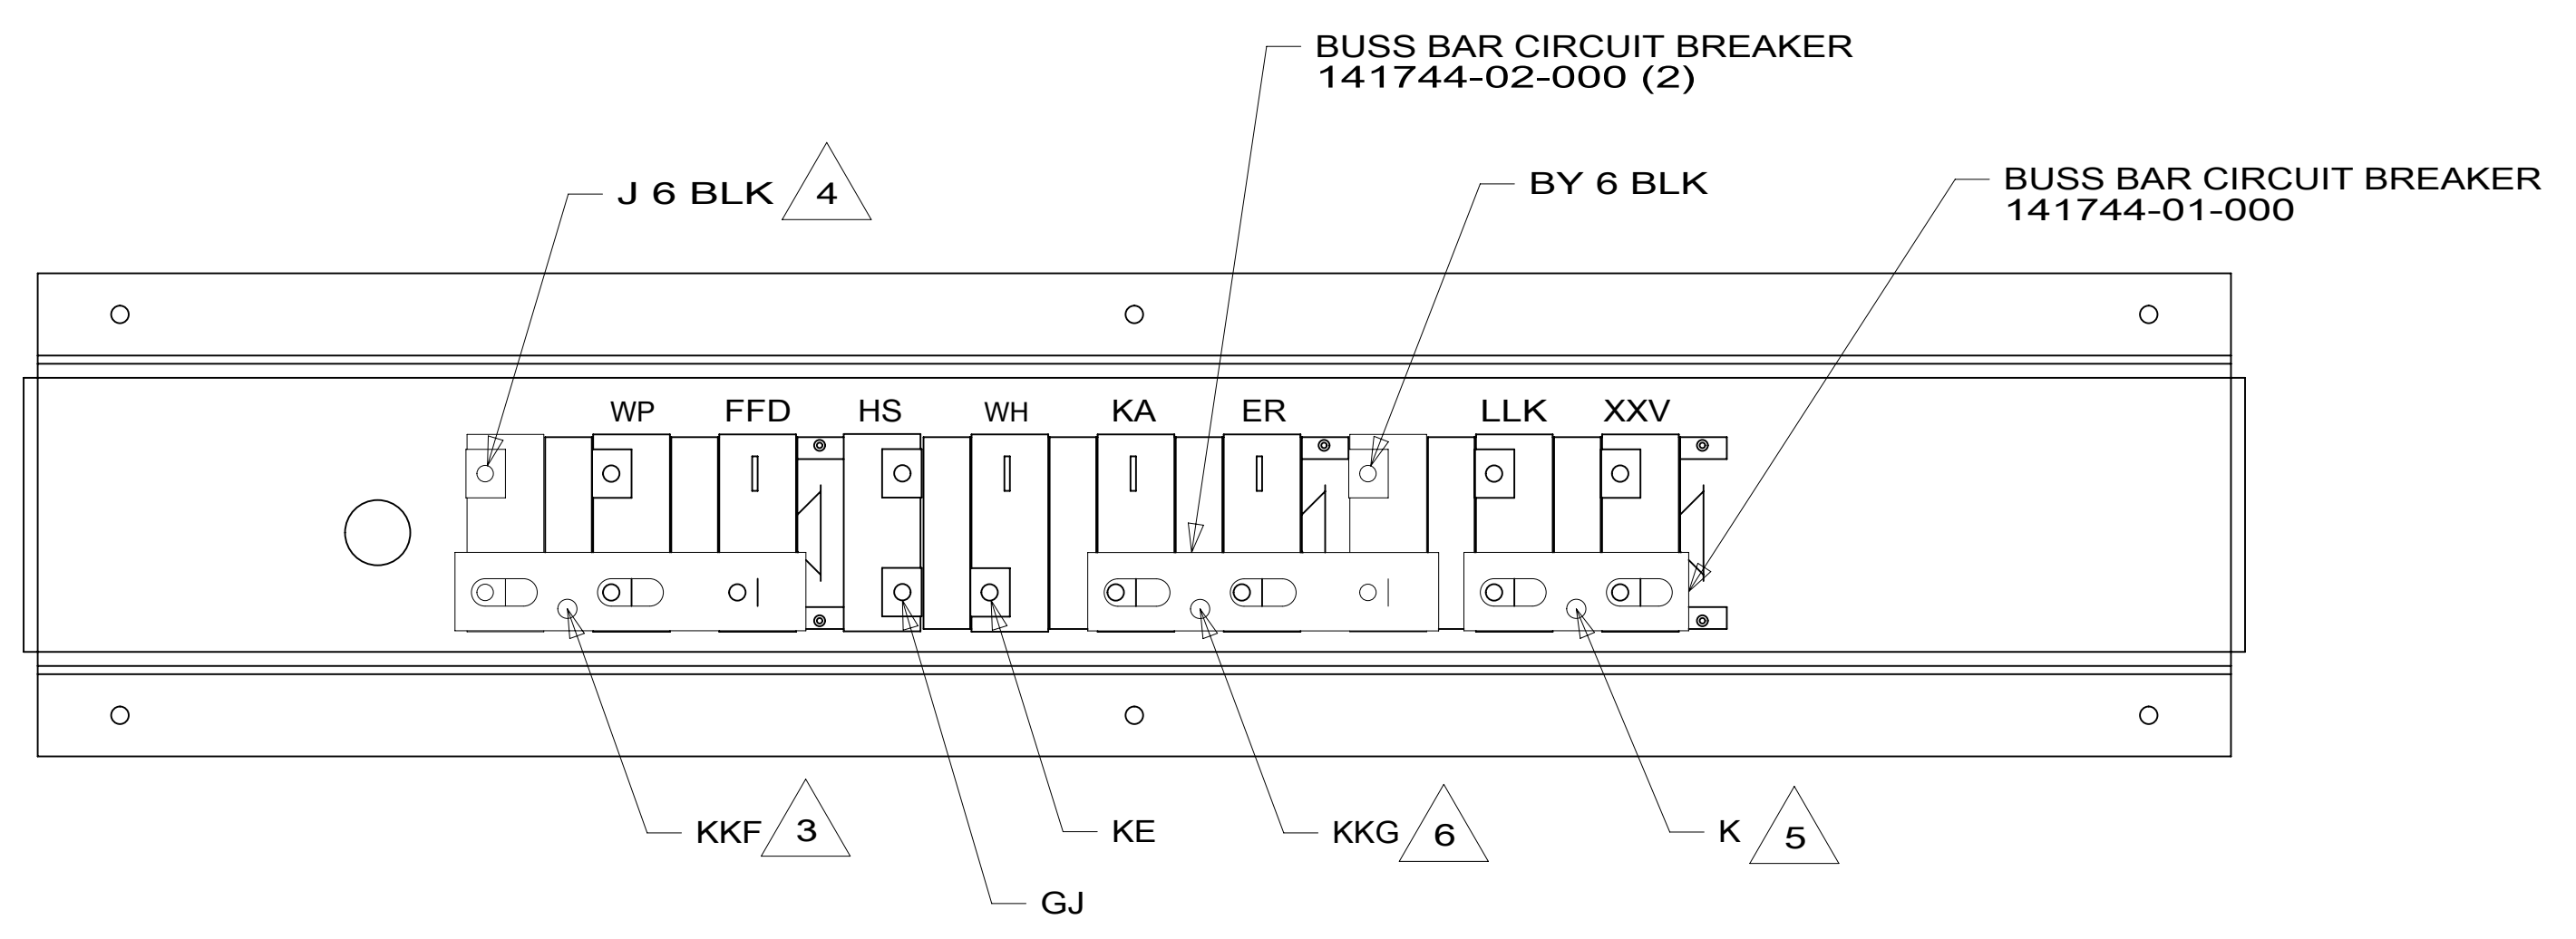 BUSS BAR CIRCUIT BREAKER
141744-02-000 (2)
J 6 BLK 4
BY 6 BLK
BUSS BAR CIRCUIT BREAKER
141744-01-000
WP FFD HS WH KA ER LLK XXV
KKF 3
KE
KKG 6
K 5
GJ